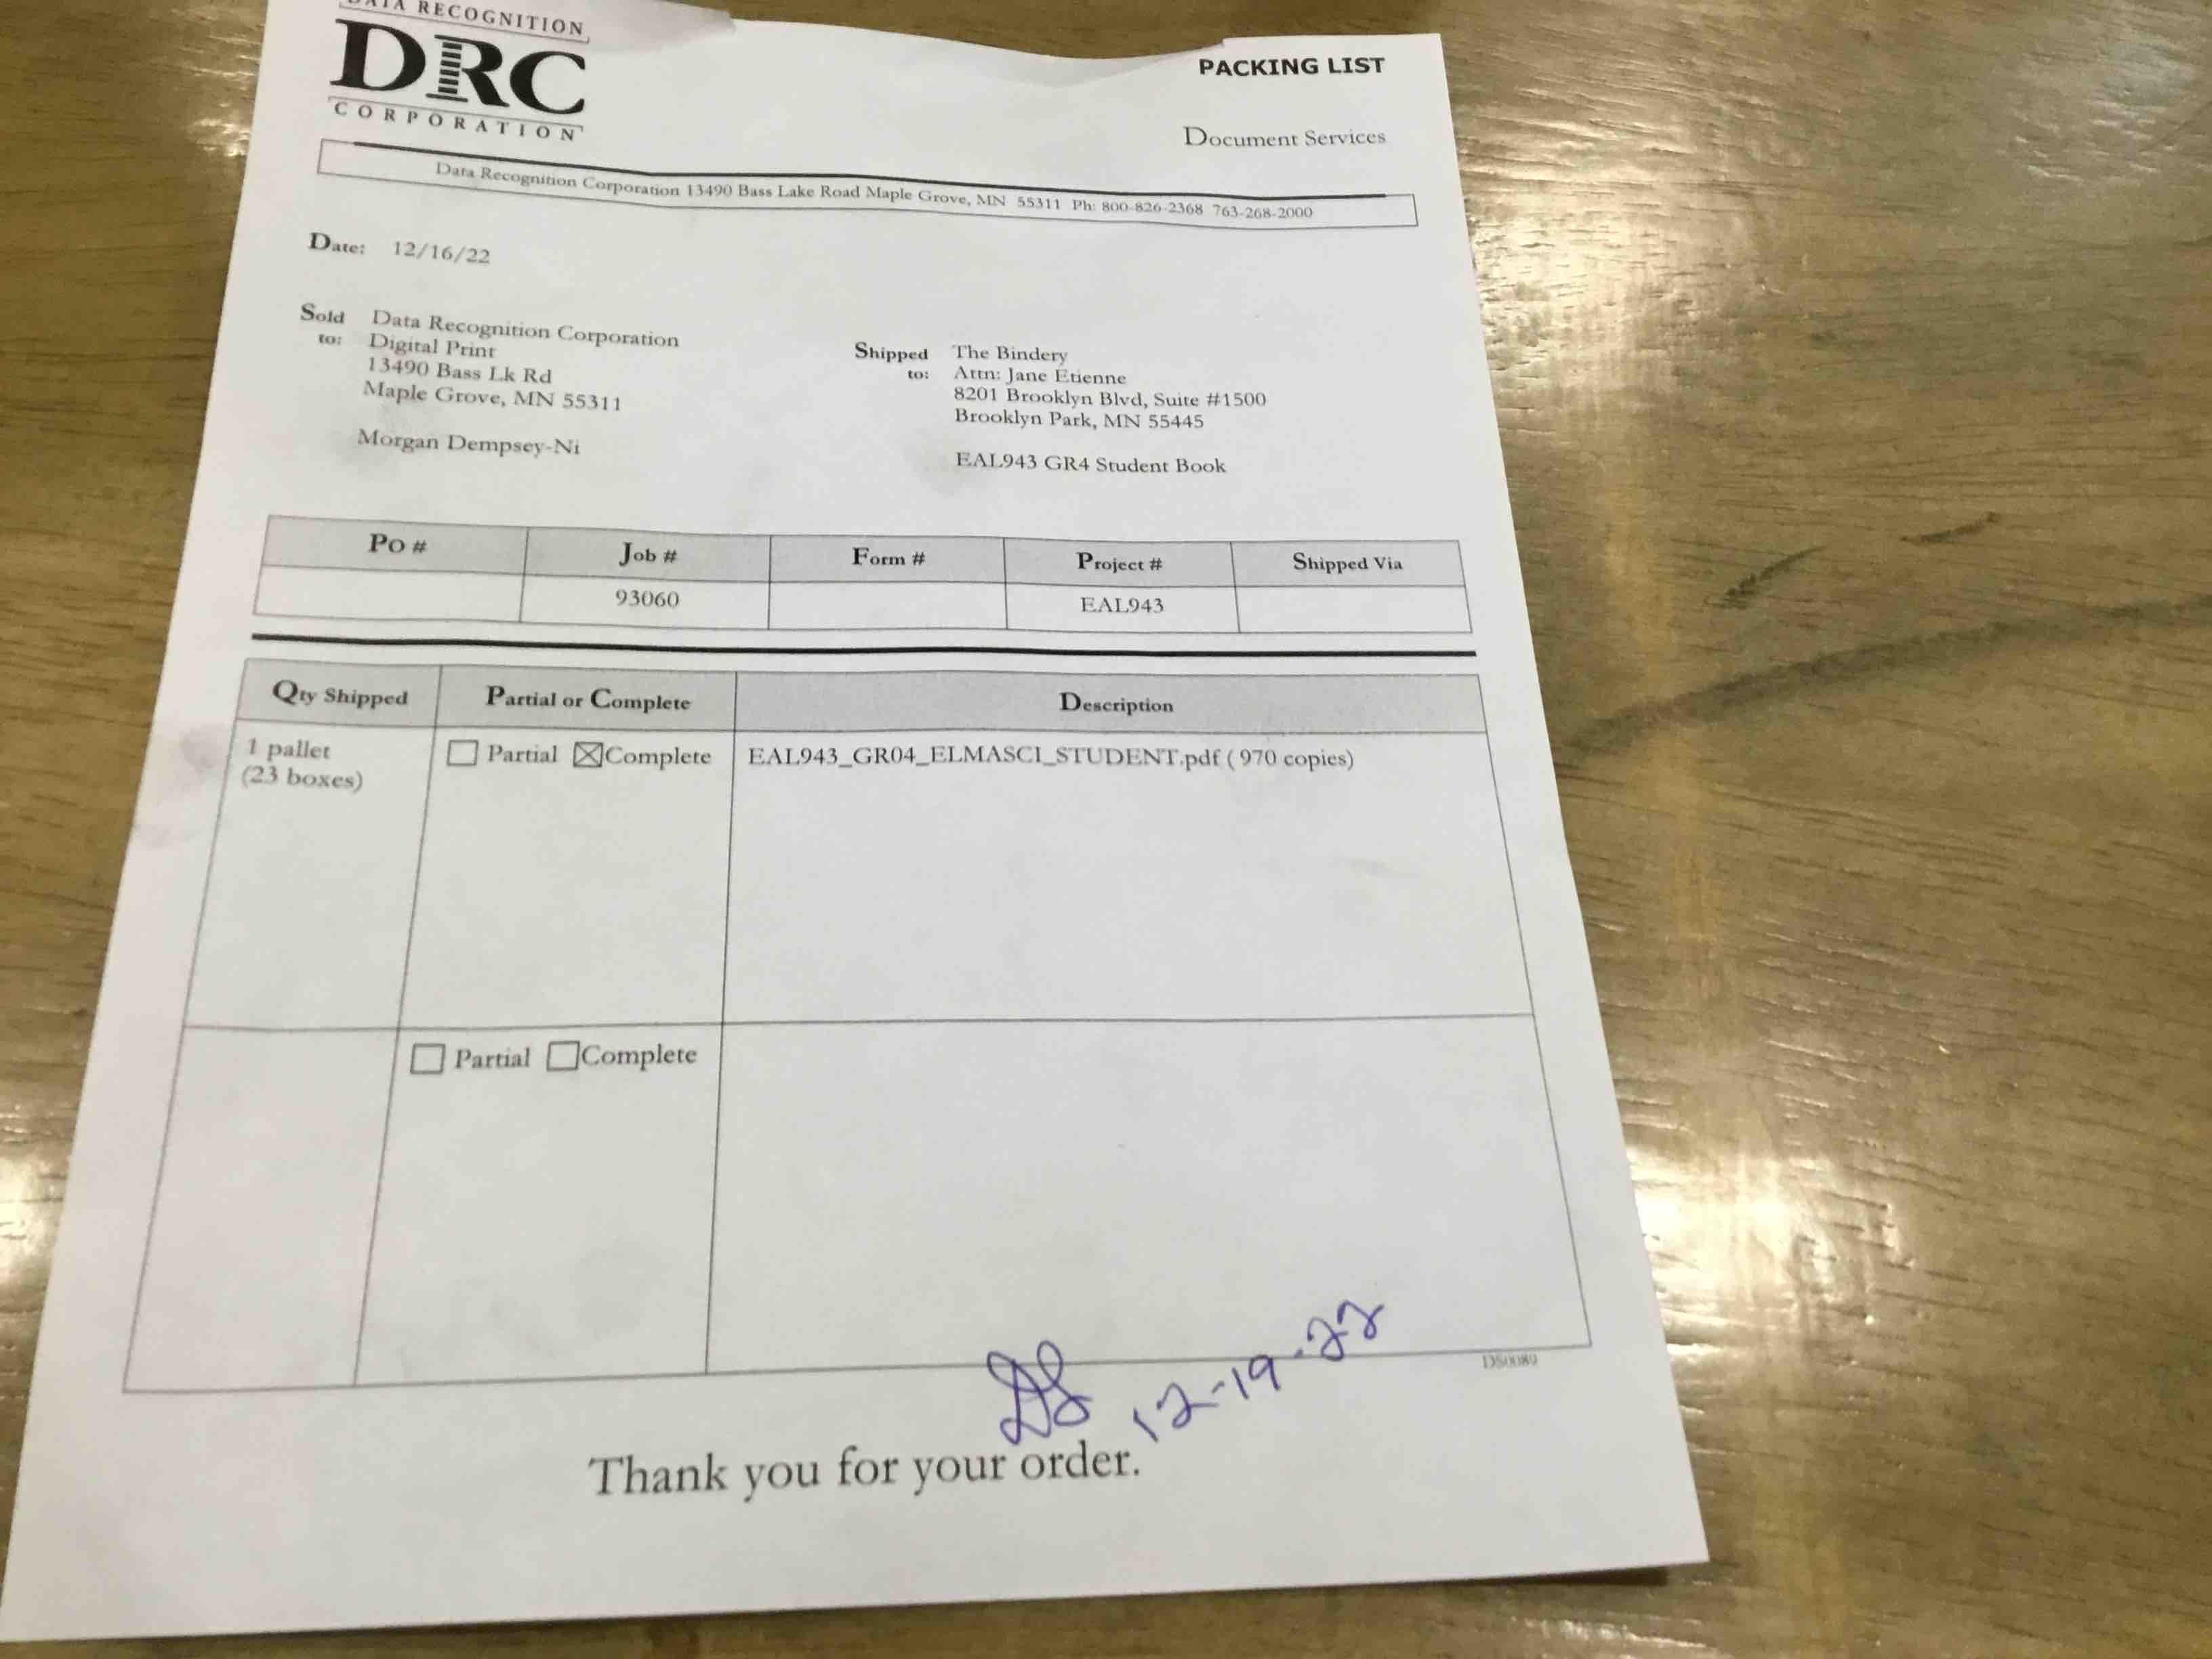 DATA RECOGNITION
DRC
CORPORATION
PACKING LIST
Document Services
Data Recognition Corporation 13490 Bass Lake Road Maple Grove, MN 55311 Ph: 800-826-2368 763-268-2000
Date: 12/16/22
Sold to: Data Recognition Corporation
Digital Print
13490 Bass Lk Rd
Maple Grove, MN 55311
Morgan Dempsey-Ni
Shipped to: The Bindery
Attn: Jane Etienne
8201 Brooklyn Blvd, Suite #1500
Brooklyn Park, MN 55445
EAL943 GR4 Student Book
PO # Job # Form # Project # Shipped Via
93060 EAL943
Qty Shipped Partial or Complete Description
1 pallet Partial Complete EAL943_GR04_ELMASCI_STUDENT.pdf ( 970 copies)
(23 boxes)
Partial Complete
DS0089
12-19-22
Thank you for your order.